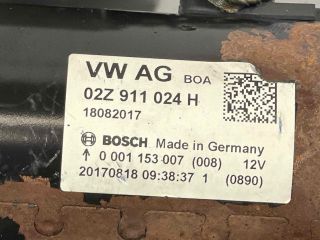 VW AG BOA
02Z 911 024 H
18082017
BOSCH Made in Germany
↑ 0 001 153 007 (008) 12V
20170818 09:38:37 1 (0890)